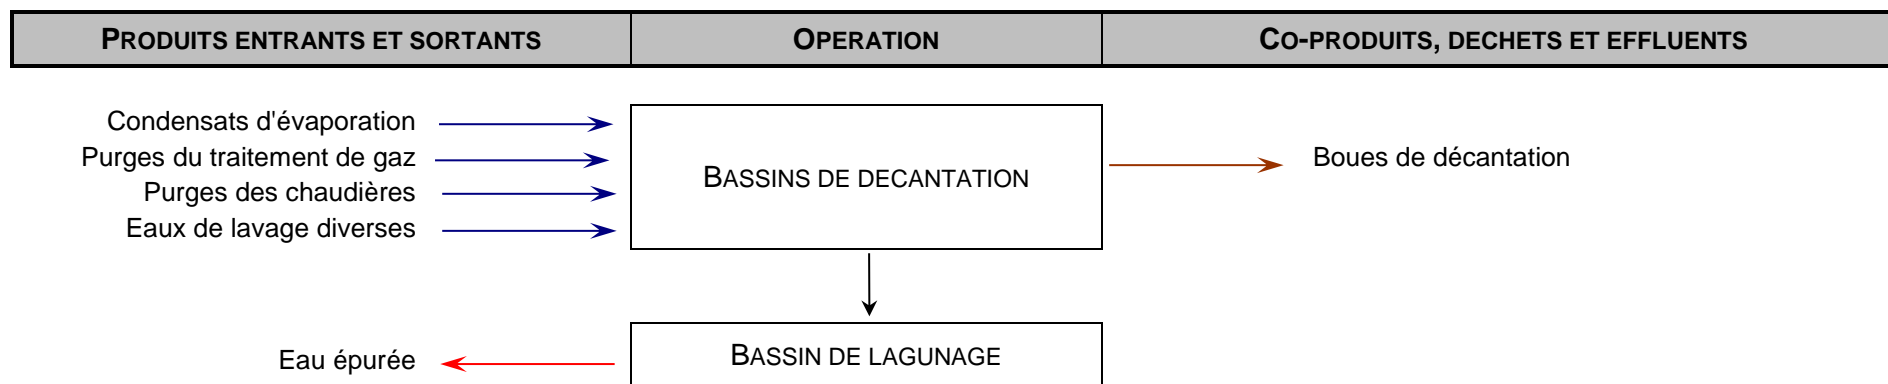 PRODUITS ENTRANTS ET SORTANTS OPERATION CO-PRODUITS, DECHETS ET EFFLUENTS
Condensats d'évaporation
Purges du traitement de gaz
Purges des chaudières
Eaux de lavage diverses
BASSINS DE DECANTATION
Boues de décantation
Eau épurée
BASSIN DE LAGUNAGE